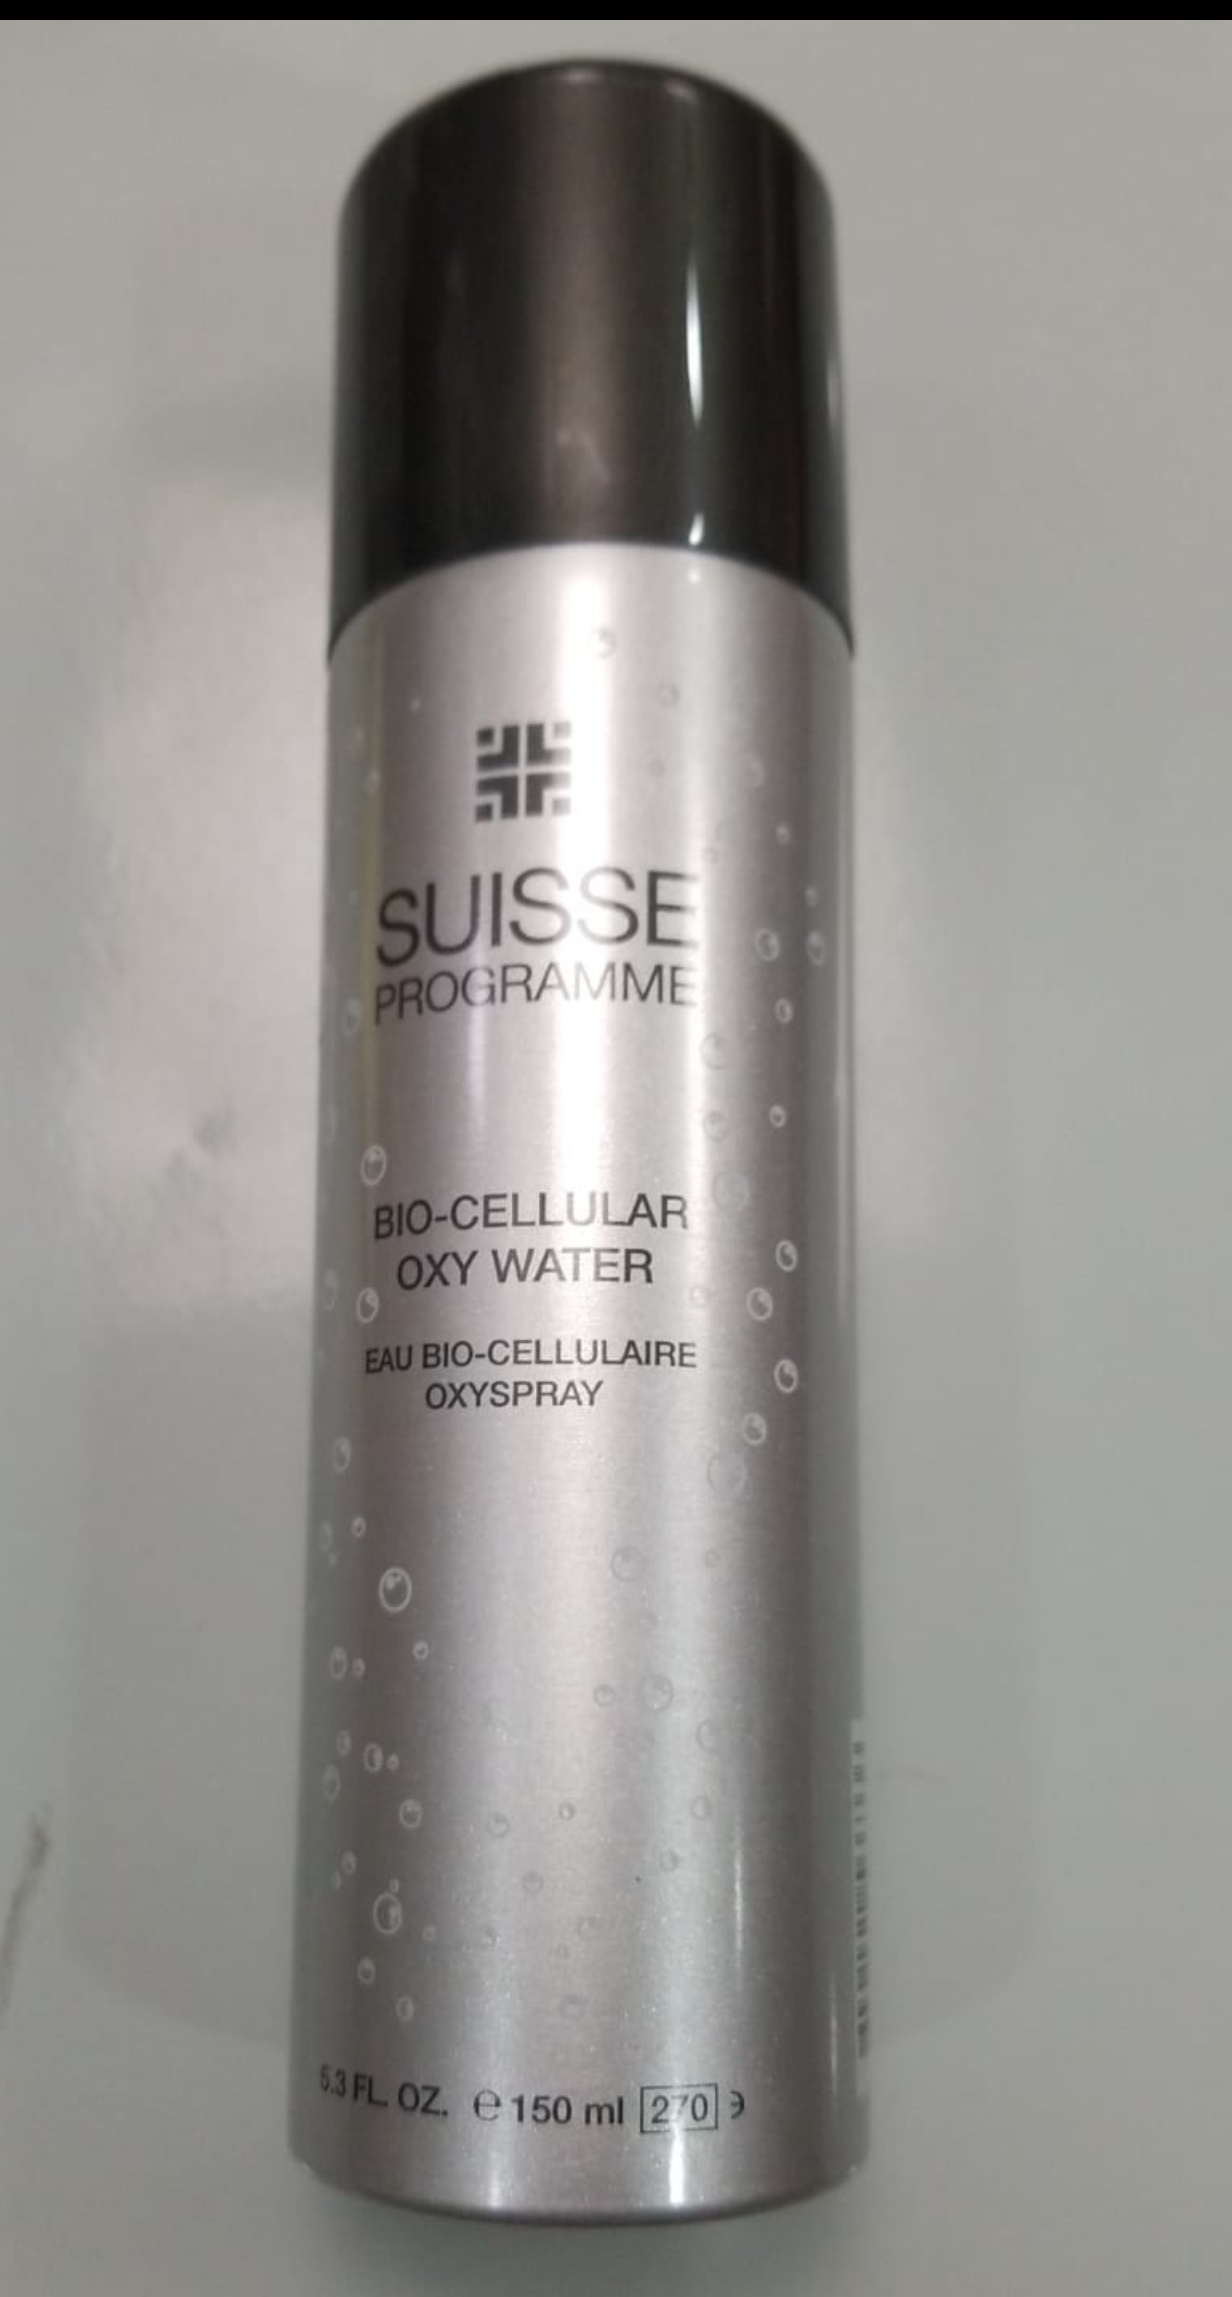 SUISSE
PROGRAMME
BIO-CELLULAR
OXY WATER
EAU BIO-CELLULAIRE
OXYSPRAY
5.3 FL. OZ. ℮ 150 ml 270 ϶